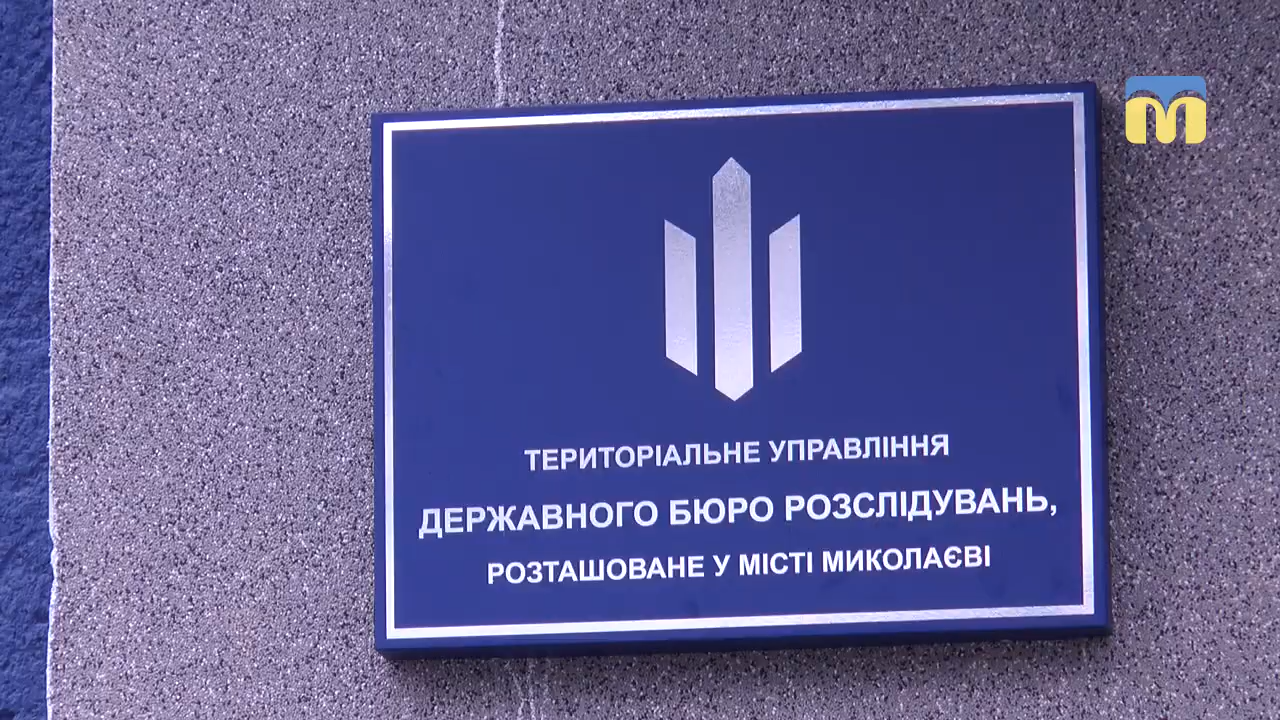 ТЕРИТОРІАЛЬНЕ УПРАВЛІННЯ
ДЕРЖАВНОГО БЮРО РОЗСЛІДУВАНЬ,
РОЗТАШОВАНЕ У МІСТІ МИКОЛАЄВІ